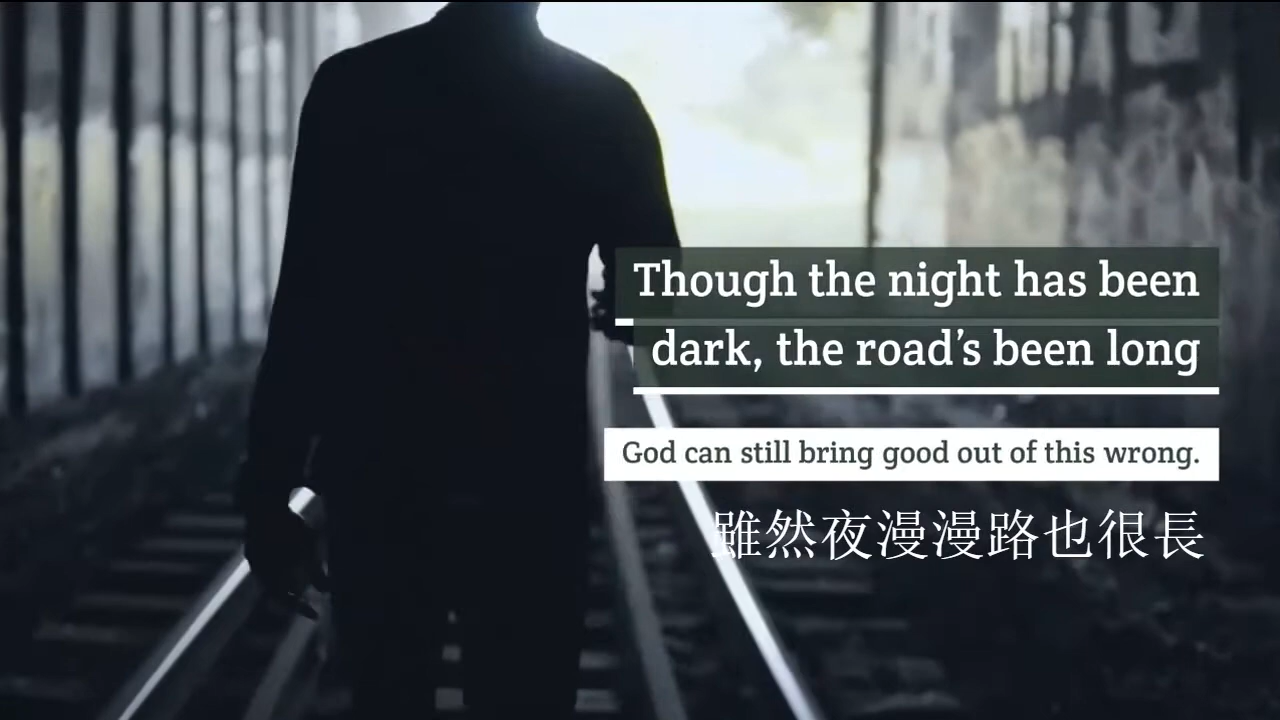 Though the night has been
dark, the road’s been long
God can still bring good out of this wrong.
雖然夜漫漫路也很長